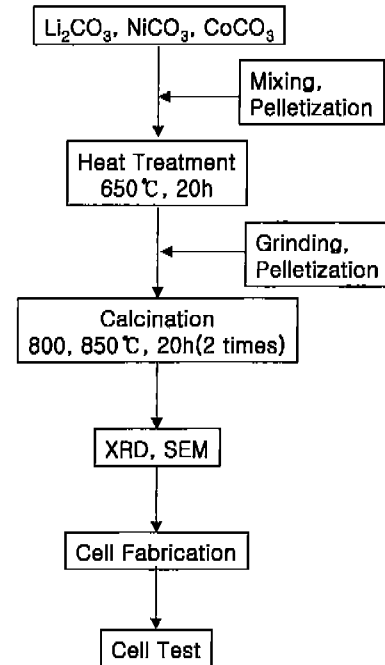 Li₂CO₃, NiCO₃, CoCO₃
Mixing,
Pelletization
Heat Treatment
650℃, 20h
Grinding,
Pelletization
Calcination
800, 850℃, 20h(2 times)
XRD, SEM
Cell Fabrication
Cell Test